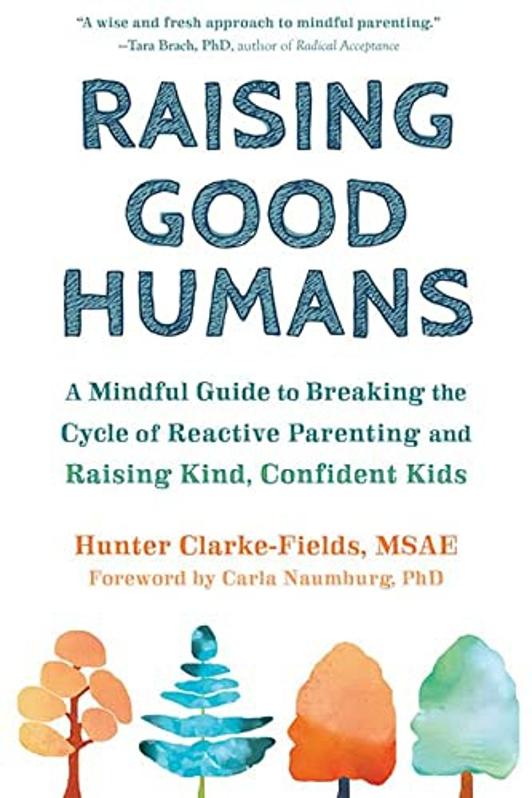 "A wise and fresh approach to mindful parenting."
—Tara Brach, PhD, author of Radical Acceptance
RAISING
GOOD
HUMANS
A Mindful Guide to Breaking the
Cycle of Reactive Parenting and
Raising Kind, Confident Kids
Hunter Clarke-Fields, MSAE
Foreword by Carla Naumburg, PhD